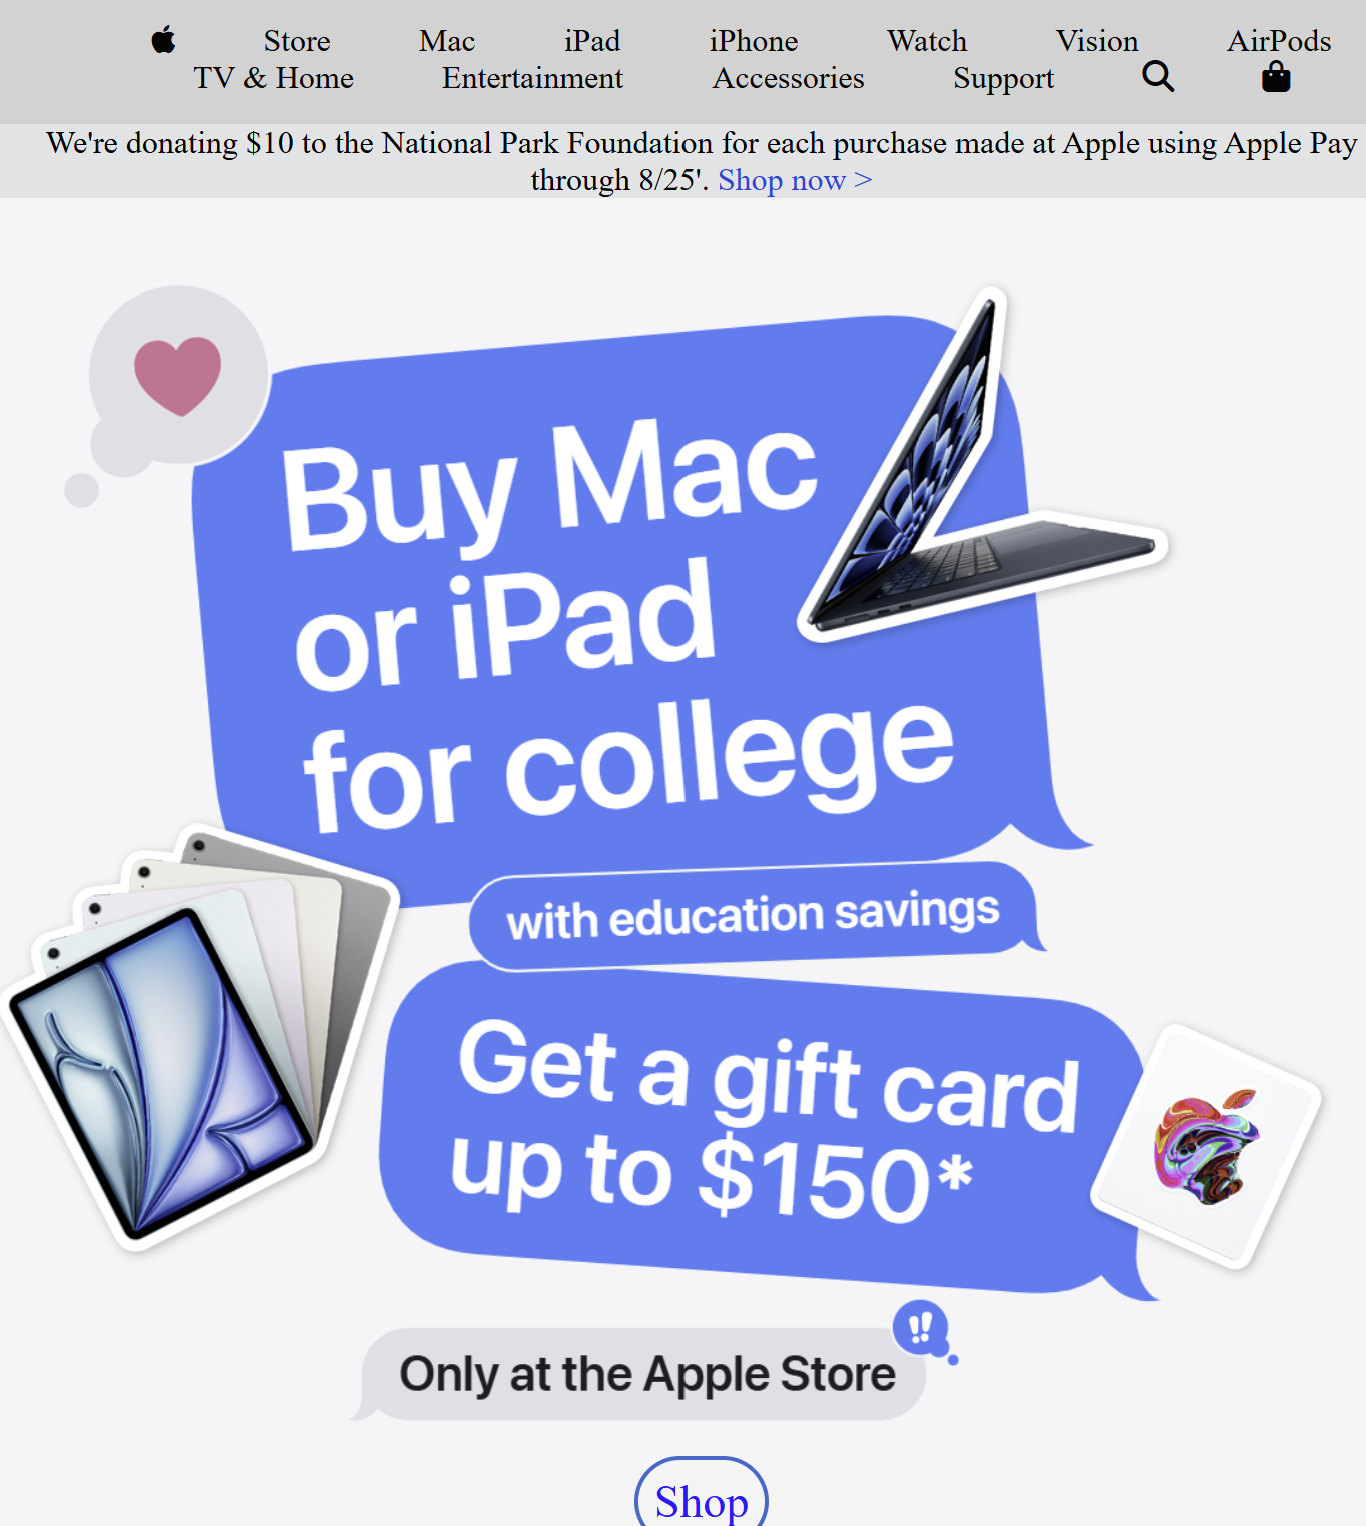 Store Mac iPad iPhone Watch Vision AirPods
TV & Home Entertainment Accessories Support
We're donating $10 to the National Park Foundation for each purchase made at Apple using Apple Pay
through 8/25'. Shop now >
Buy Mac
or iPad
for college
with education savings
Get a gift card
up to $150*
!!
Only at the Apple Store
Shop